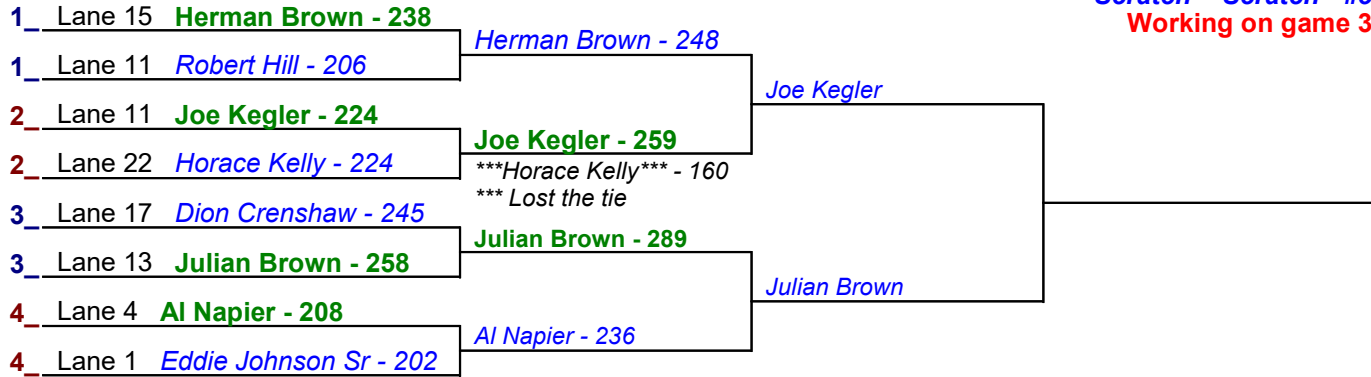 Working on game 3
1_ Lane 15 Herman Brown - 238
Herman Brown - 248
1_ Lane 11 Robert Hill - 206
Joe Kegler
2_ Lane 11 Joe Kegler - 224
Joe Kegler - 259
2_ Lane 22 Horace Kelly - 224
***Horace Kelly*** - 160
*** Lost the tie
3_ Lane 17 Dion Crenshaw - 245
Julian Brown - 289
3_ Lane 13 Julian Brown - 258
Julian Brown
4_ Lane 4 Al Napier - 208
Al Napier - 236
4_ Lane 1 Eddie Johnson Sr - 202